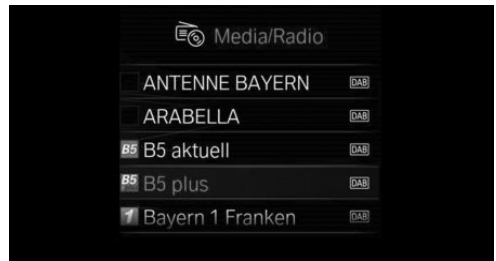 Media/Radio
ANTENNE BAYERN DAB
ARABELLA DAB
B5 B5 aktuell DAB
B5 B5 plus DAB
1 Bayern 1 Franken DAB